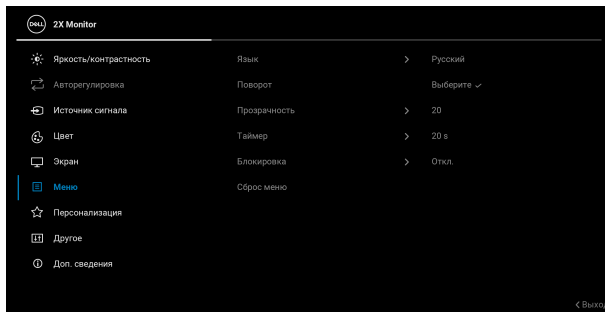 DELL 2X Monitor
Яркость/контрастность Язык Русский
Авторегулировка Поворот Выберите
Источник сигнала Прозрачность 20
Цвет Таймер 20 s
Экран Блокировка Откл.
Меню Сброс меню
Персонализация
Другое
Доп. сведения
Выход